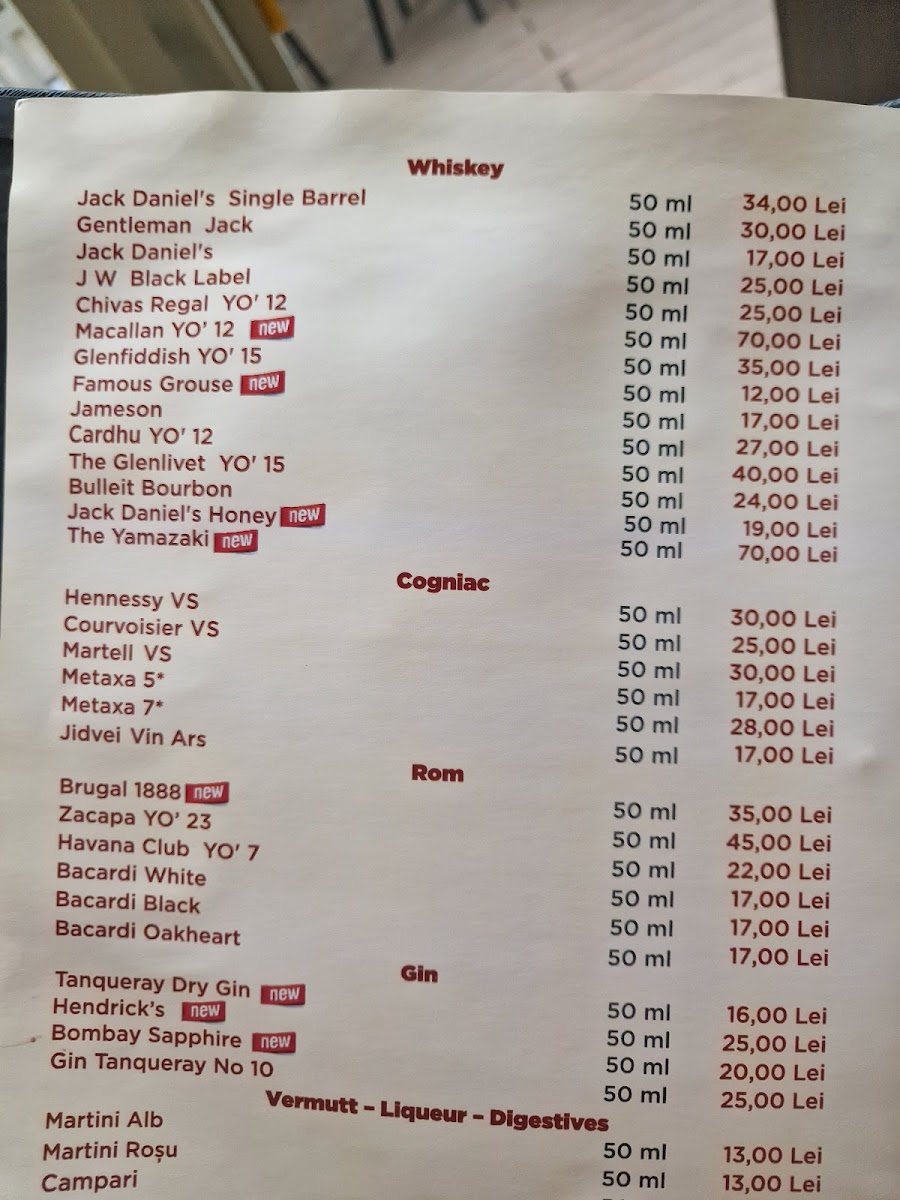 Whiskey
Jack Daniel's Single Barrel 50 ml 34,00 Lei
Gentleman Jack 50 ml 30,00 Lei
Jack Daniel's 50 ml 17,00 Lei
J W Black Label 50 ml 25,00 Lei
Chivas Regal YO' 12 50 ml 25,00 Lei
Macallan YO' 12 new 50 ml 70,00 Lei
Glenfiddish YO' 15 50 ml 35,00 Lei
Famous Grouse new 50 ml 12,00 Lei
Jameson 50 ml 17,00 Lei
Cardhu YO' 12 50 ml 27,00 Lei
The Glenlivet YO' 15 50 ml 40,00 Lei
Bulleit Bourbon 50 ml 24,00 Lei
Jack Daniel's Honey new 50 ml 19,00 Lei
The Yamazaki new 50 ml 70,00 Lei
Cogniac
Hennessy VS 50 ml 30,00 Lei
Courvoisier VS 50 ml 25,00 Lei
Martell VS 50 ml 30,00 Lei
Metaxa 5* 50 ml 17,00 Lei
Metaxa 7* 50 ml 28,00 Lei
Jidvei Vin Ars 50 ml 17,00 Lei
Rom
Brugal 1888 new 50 ml 35,00 Lei
Zacapa YO' 23 50 ml 45,00 Lei
Havana Club YO' 7 50 ml 22,00 Lei
Bacardi White 50 ml 17,00 Lei
Bacardi Black 50 ml 17,00 Lei
Bacardi Oakheart 50 ml 17,00 Lei
Gin
Tanqueray Dry Gin new 50 ml 16,00 Lei
Hendrick's new 50 ml 25,00 Lei
Bombay Sapphire new 50 ml 20,00 Lei
Gin Tanqueray No 10 50 ml 25,00 Lei
Vermutt - Liqueur - Digestives
Martini Alb 50 ml 13,00 Lei
Martini Roșu 50 ml 13,00 Lei
Campari